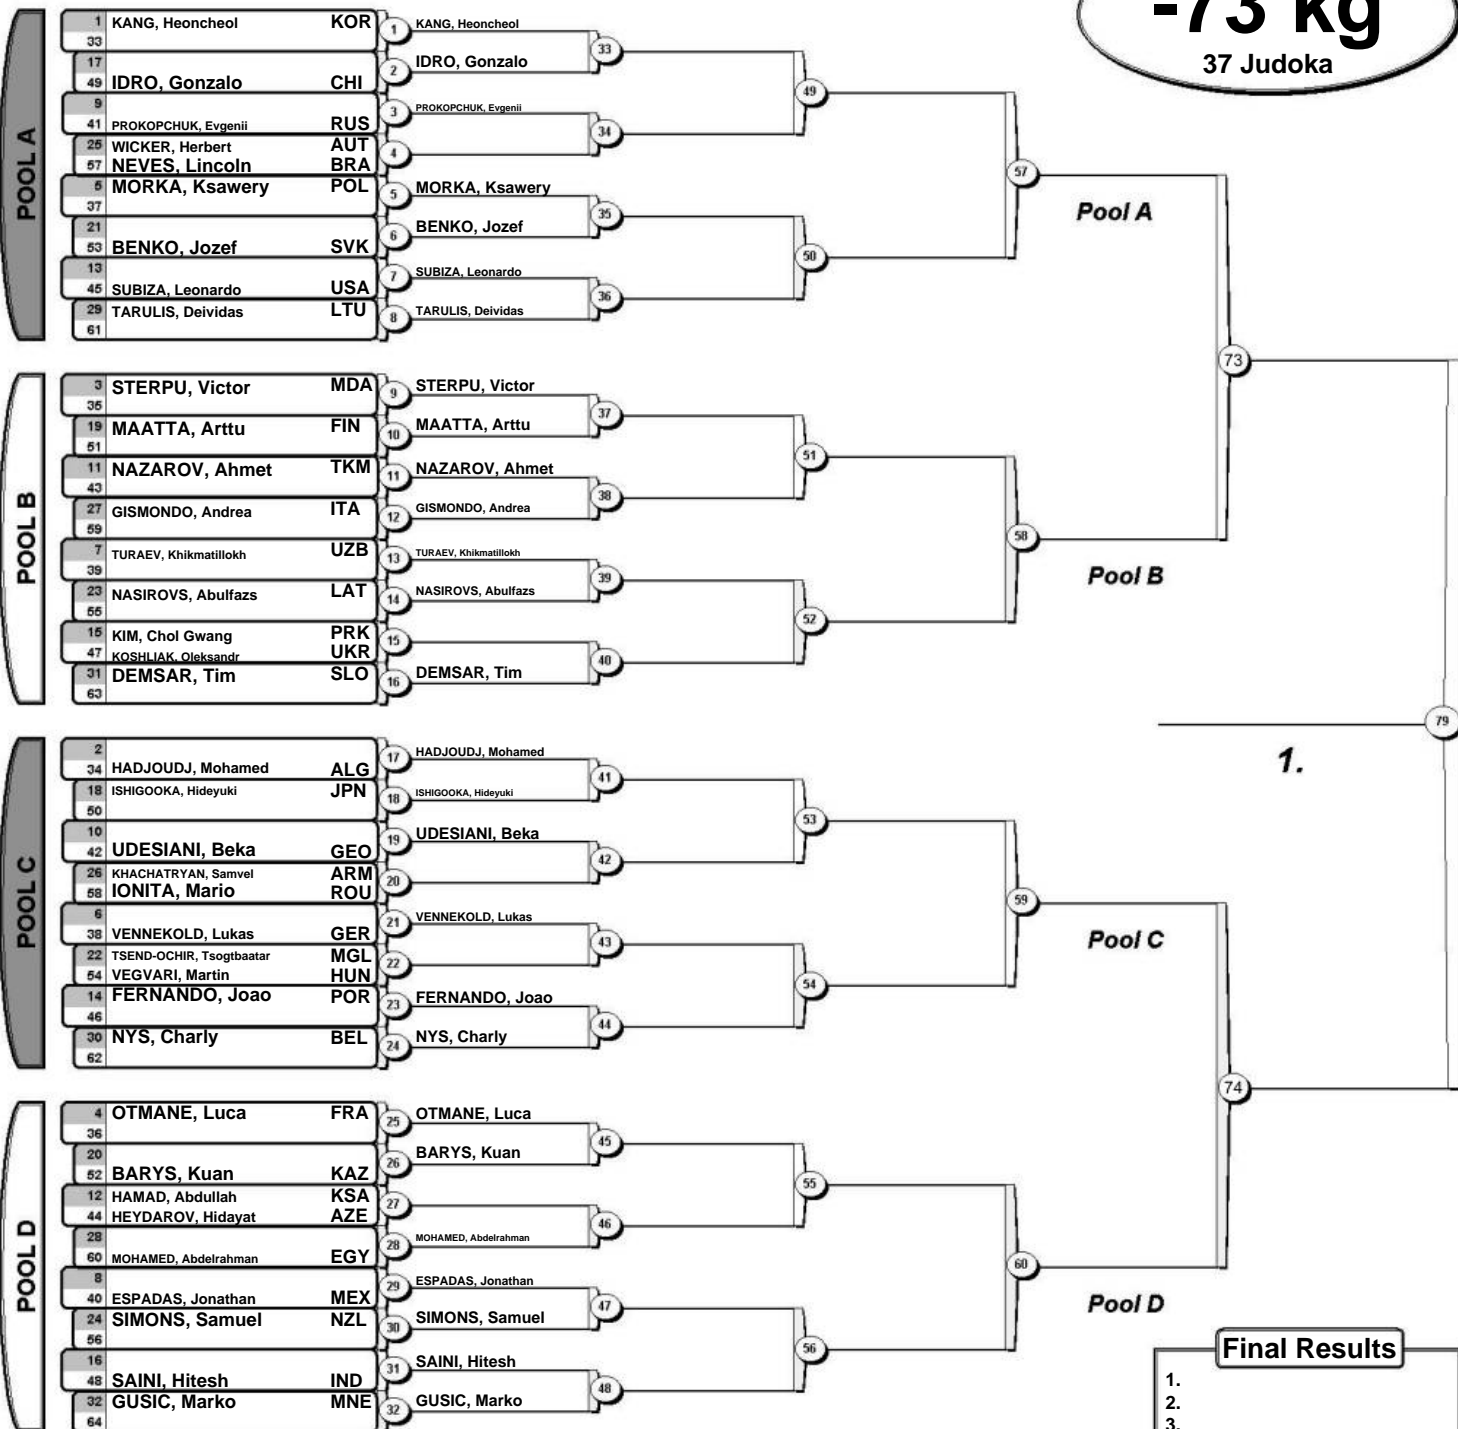 -73 kg
37 Judoka
POOL A
1 KANG, Heoncheol KOR 1 KANG, Heoncheol
33
33
17
2 IDRO, Gonzalo
49 IDRO, Gonzalo CHI
49
9
3 PROKOPCHUK, Evgenii
41 PROKOPCHUK, Evgenii RUS
34
25 WICKER, Herbert AUT
4
57 NEVES, Lincoln BRA
57
Pool A
5 MORKA, Ksawery POL 5 MORKA, Ksawery
37
35
21
6 BENKO, Jozef
53 BENKO, Jozef SVK
50
13
7 SUBIZA, Leonardo
45 SUBIZA, Leonardo USA
36
29 TARULIS, Deividas LTU 8 TARULIS, Deividas
61
73
POOL B
3 STERPU, Victor MDA 9 STERPU, Victor
35
37
19 MAATTA, Arttu FIN 10 MAATTA, Arttu
51
51
11 NAZAROV, Ahmet TKM 11 NAZAROV, Ahmet
43
38
27 GISMONDO, Andrea ITA 12 GISMONDO, Andrea
59
58
Pool B
7 TURAEV, Khikmatillokh UZB 13 TURAEV, Khikmatillokh
39
39
23 NASIROVS, Abulfazs LAT 14 NASIROVS, Abulfazs
55
52
15 KIM, Chol Gwang PRK 15
47 KOSHLIAK, Oleksandr UKR
40
31 DEMSAR, Tim SLO 16 DEMSAR, Tim
63
79
1.
POOL C
2
17 HADJOUDJ, Mohamed
34 HADJOUDJ, Mohamed ALG
41
18 ISHIGOOKA, Hideyuki JPN 18 ISHIGOOKA, Hideyuki
50
53
10
19 UDESIANI, Beka
42 UDESIANI, Beka GEO
42
26 KHACHATRYAN, Samvel ARM
20
58 IONITA, Mario ROU
59
Pool C
6
21 VENNEKOLD, Lukas
38 VENNEKOLD, Lukas GER
43
22 TSEND-OCHIR, Tsogtbaatar MGL
22
54 VEGVARI, Martin HUN
54
14 FERNANDO, Joao POR 23 FERNANDO, Joao
46
44
30 NYS, Charly BEL 24 NYS, Charly
62
74
POOL D
4 OTMANE, Luca FRA 25 OTMANE, Luca
36
45
20
26 BARYS, Kuan
52 BARYS, Kuan KAZ
55
12 HAMAD, Abdullah KSA
27
44 HEYDAROV, Hidayat AZE
46
28
28 MOHAMED, Abdelrahman
60 MOHAMED, Abdelrahman EGY
60
Pool D
8
29 ESPADAS, Jonathan
40 ESPADAS, Jonathan MEX
47
24 SIMONS, Samuel NZL 30 SIMONS, Samuel
56
56
16
31 SAINI, Hitesh
48 SAINI, Hitesh IND
48
32 GUSIC, Marko MNE 32 GUSIC, Marko
64
Final Results
1.
2.
3.